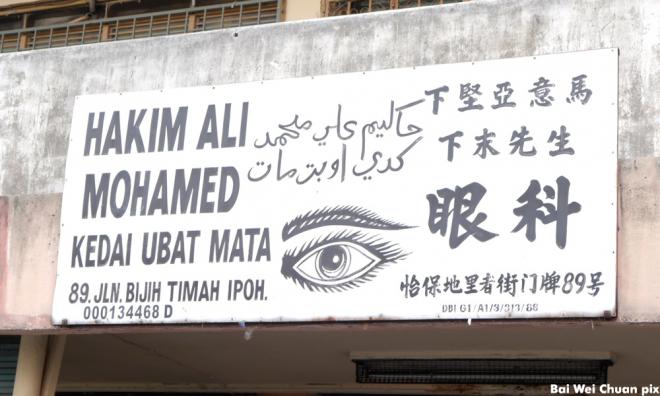 HAKIM ALI
MOHAMED
KEDAI UBAT MATA
89. JLN. BIJIH TIMAH IPOH.
000134468 D
حاكيم علي محمد
كدي اوبت مات
下堅亞意馬
下末先生
眼科
怡保地里者街门牌89号
DBI G1/A1/3/313/88
Bai Wei Chuan pix